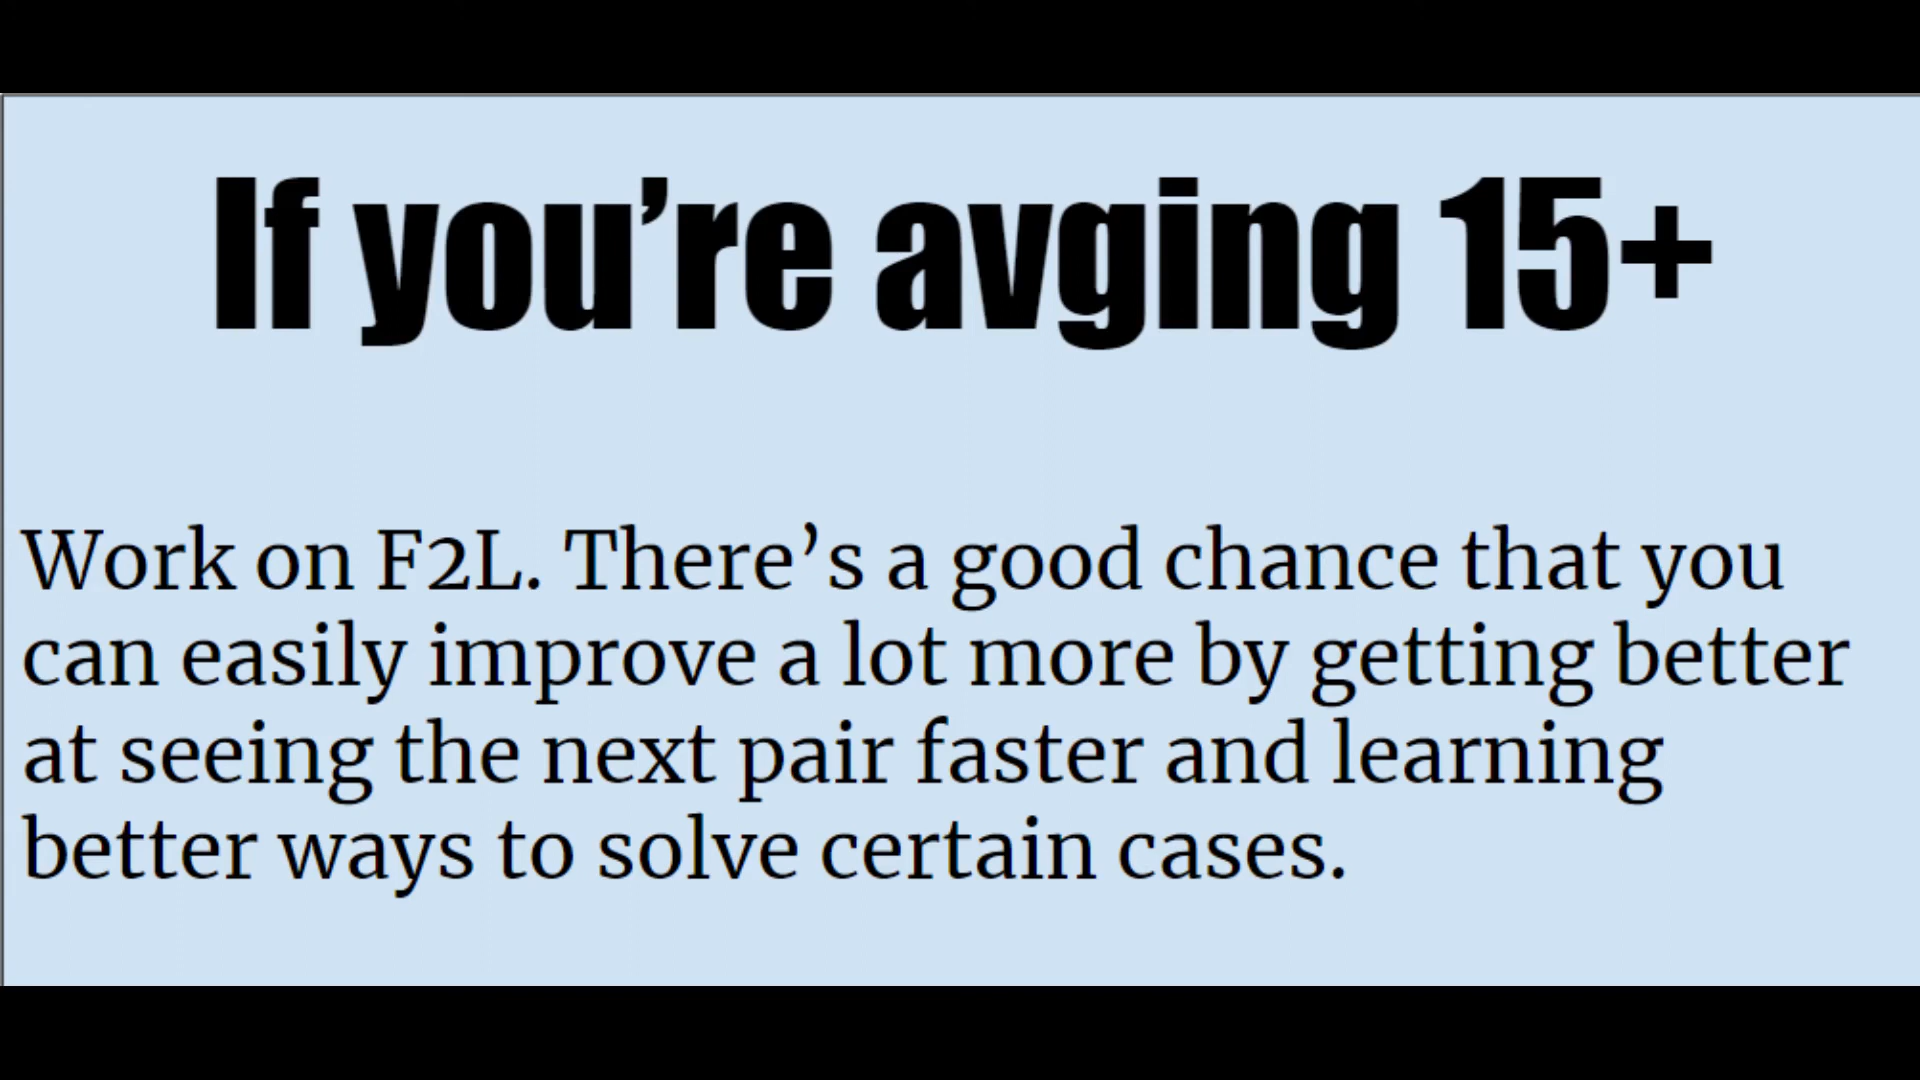 If you’re avging 15+
Work on F2L. There’s a good chance that you
can easily improve a lot more by getting better
at seeing the next pair faster and learning
better ways to solve certain cases.